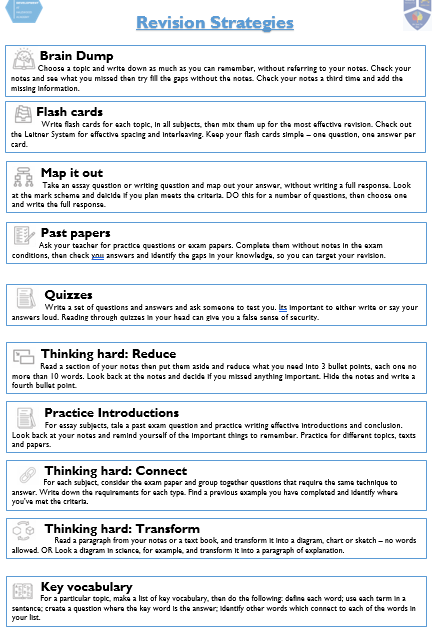 Revision Strategies
Brain Dump
Choose a topic and write down as much as you can remember, without referring to your notes. Check your
notes and see what you missed then try fill the gaps without the notes. Check your notes a third time and add the
missing information.
Flash cards
Write flash cards for each topic, in all subjects, then mix them up for the most effective revision. Check out
the Leitner System for effective spacing and interleaving. Keep your flash cards simple – one question, one answer per
card.
Map it out
Take an essay question or writing question and map out your answer, without writing a full response. Look
at the mark scheme and deicide if you plan meets the criteria. DO this for a number of questions, then choose one
and write the full response.
Past papers
Ask your teacher for practice questions or exam papers. Complete them without notes in the exam
conditions, then check you answers and identify the gaps in your knowledge, so you can target your revision.
Quizzes
Write a set of questions and answers and ask someone to test you. Its important to either write or say your
answers loud. Reading through quizzes in your head can give you a false sense of security.
Thinking hard: Reduce
Read a section of your notes then put them aside and reduce what you need into 3 bullet points, each one no
more than 10 words. Look back at the notes and decide if you missed anything important. Hide the notes and write a
fourth bullet point.
Practice Introductions
For essay subjects, tale a past exam question and practice writing effective introductions and conclusion.
Look back at your notes and remind yourself of the important things to remember. Practice for different topics, texts
and papers.
Thinking hard: Connect
For each subject, consider the exam paper and group together questions that require the same technique to
answer. Write down the requirements for each type. Find a previous example you have completed and identify where
you've met the criteria.
Thinking hard: Transform
Read a paragraph from your notes or a text book, and transform it into a diagram, chart or sketch – no words
allowed. OR Look a diagram in science, for example, and transform it into a paragraph of explanation.
Key vocabulary
For a particular topic, make a list of key vocabulary, then do the following: define each word; use each term in a
sentence; create a question where the key word is the answer; identify other words which connect to each of the words in
your list.